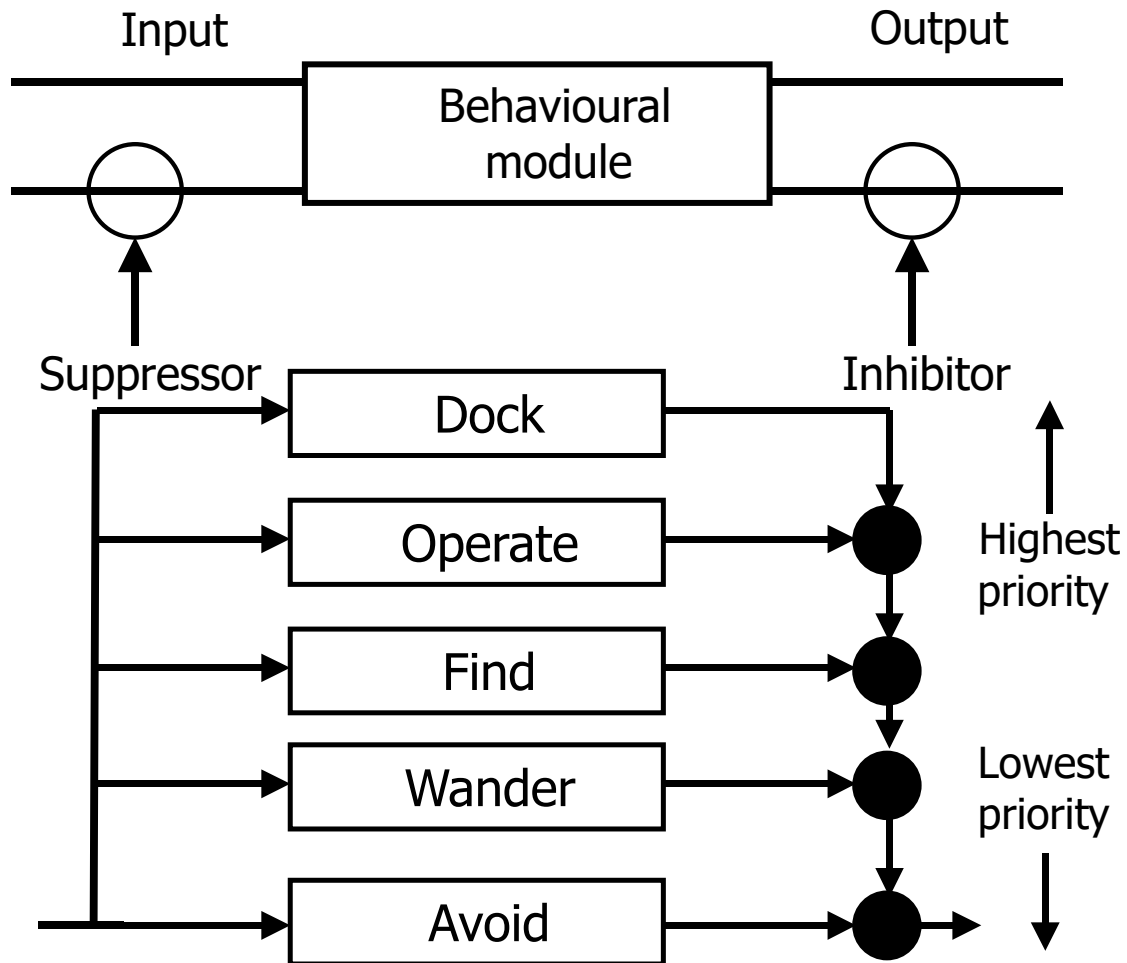 Input
Output
Behavioural
module
Suppressor
Inhibitor
Dock
Operate
Highest
priority
Find
Wander
Lowest
priority
Avoid